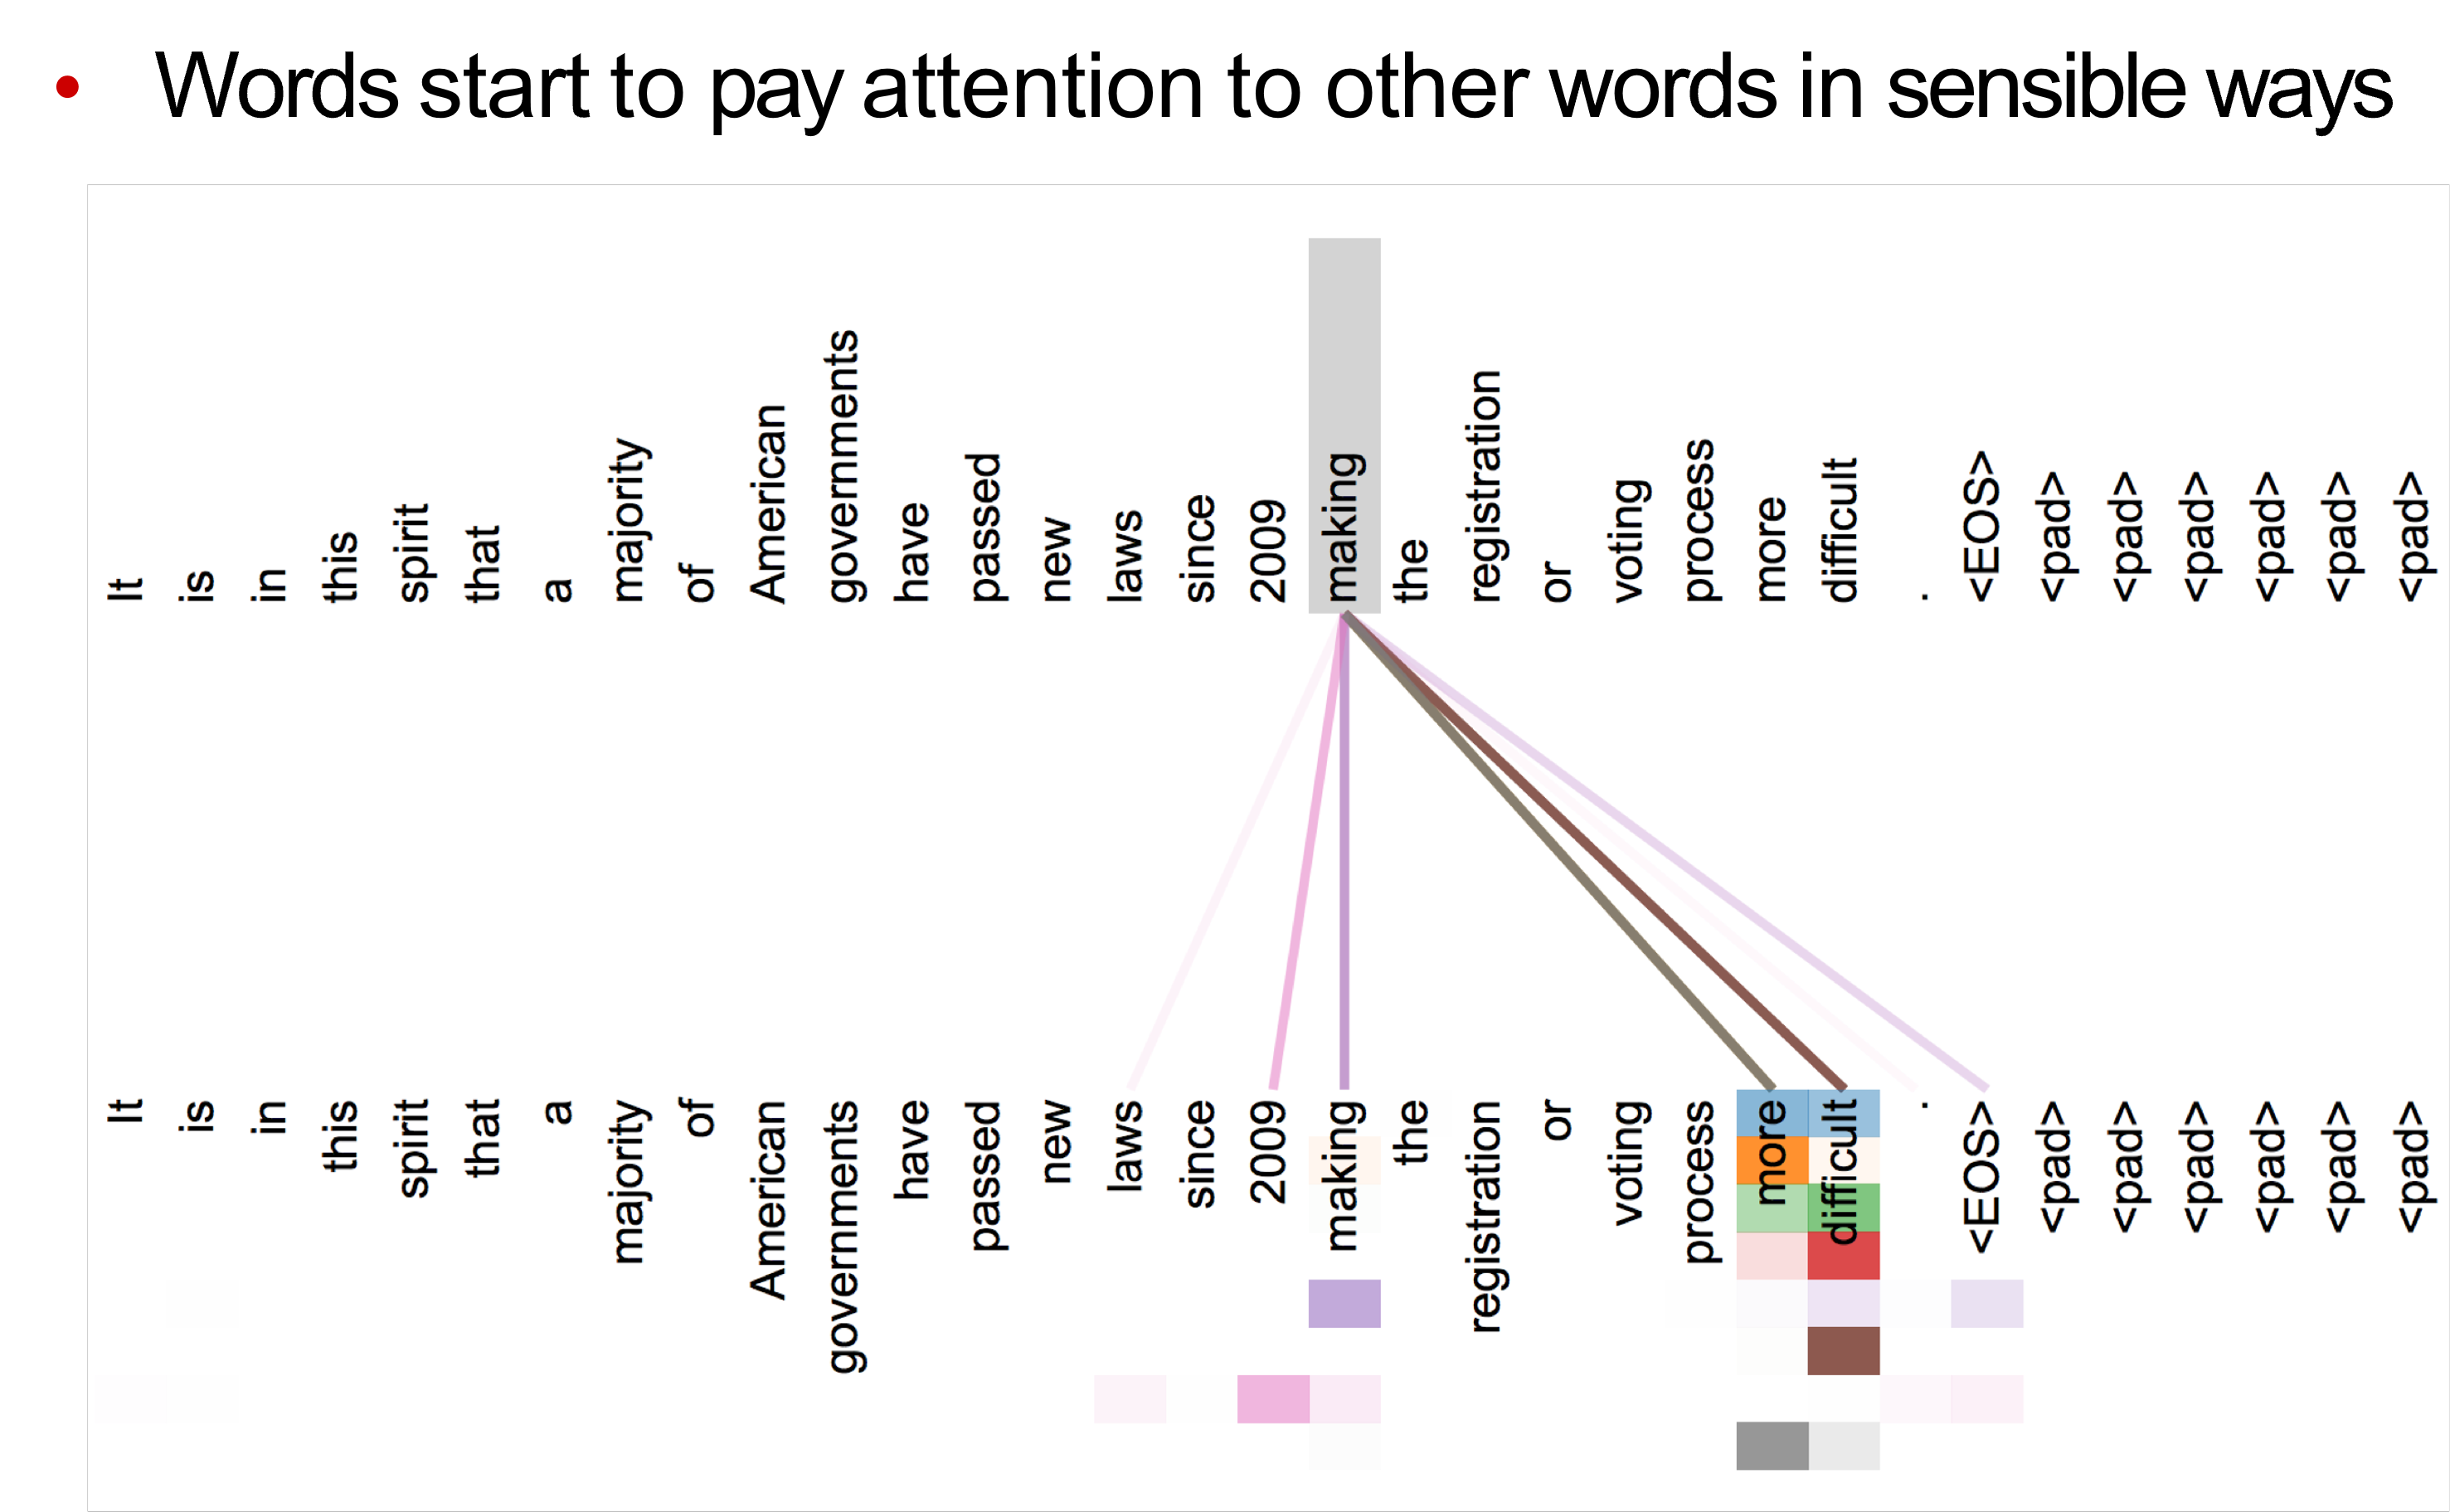 • Words start to pay attention to other words in sensible ways
It is in this spirit that a majority of American governments have passed new laws since 2009 making the registration or voting process more difficult . <EOS> <pad> <pad> <pad> <pad> <pad> <pad>
It is in this spirit that a majority of American governments have passed new laws since 2009 making the registration or voting process more difficult . <EOS> <pad> <pad> <pad> <pad> <pad> <pad>